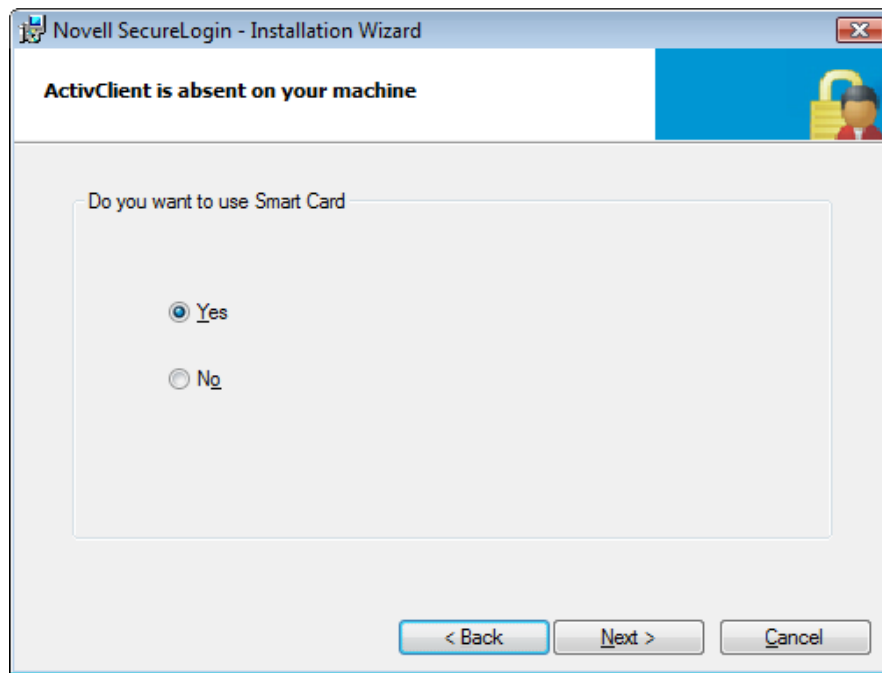 Novell SecureLogin - Installation Wizard
ActivClient is absent on your machine
Do you want to use Smart Card
Yes
No
< Back
Next >
Cancel